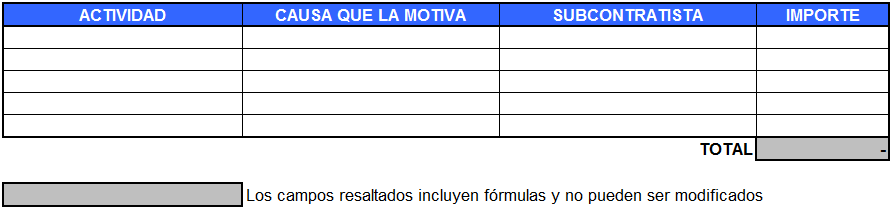 ACTIVIDAD CAUSA QUE LA MOTIVA SUBCONTRATISTA IMPORTE
TOTAL -
Los campos resaltados incluyen fórmulas y no pueden ser modificados